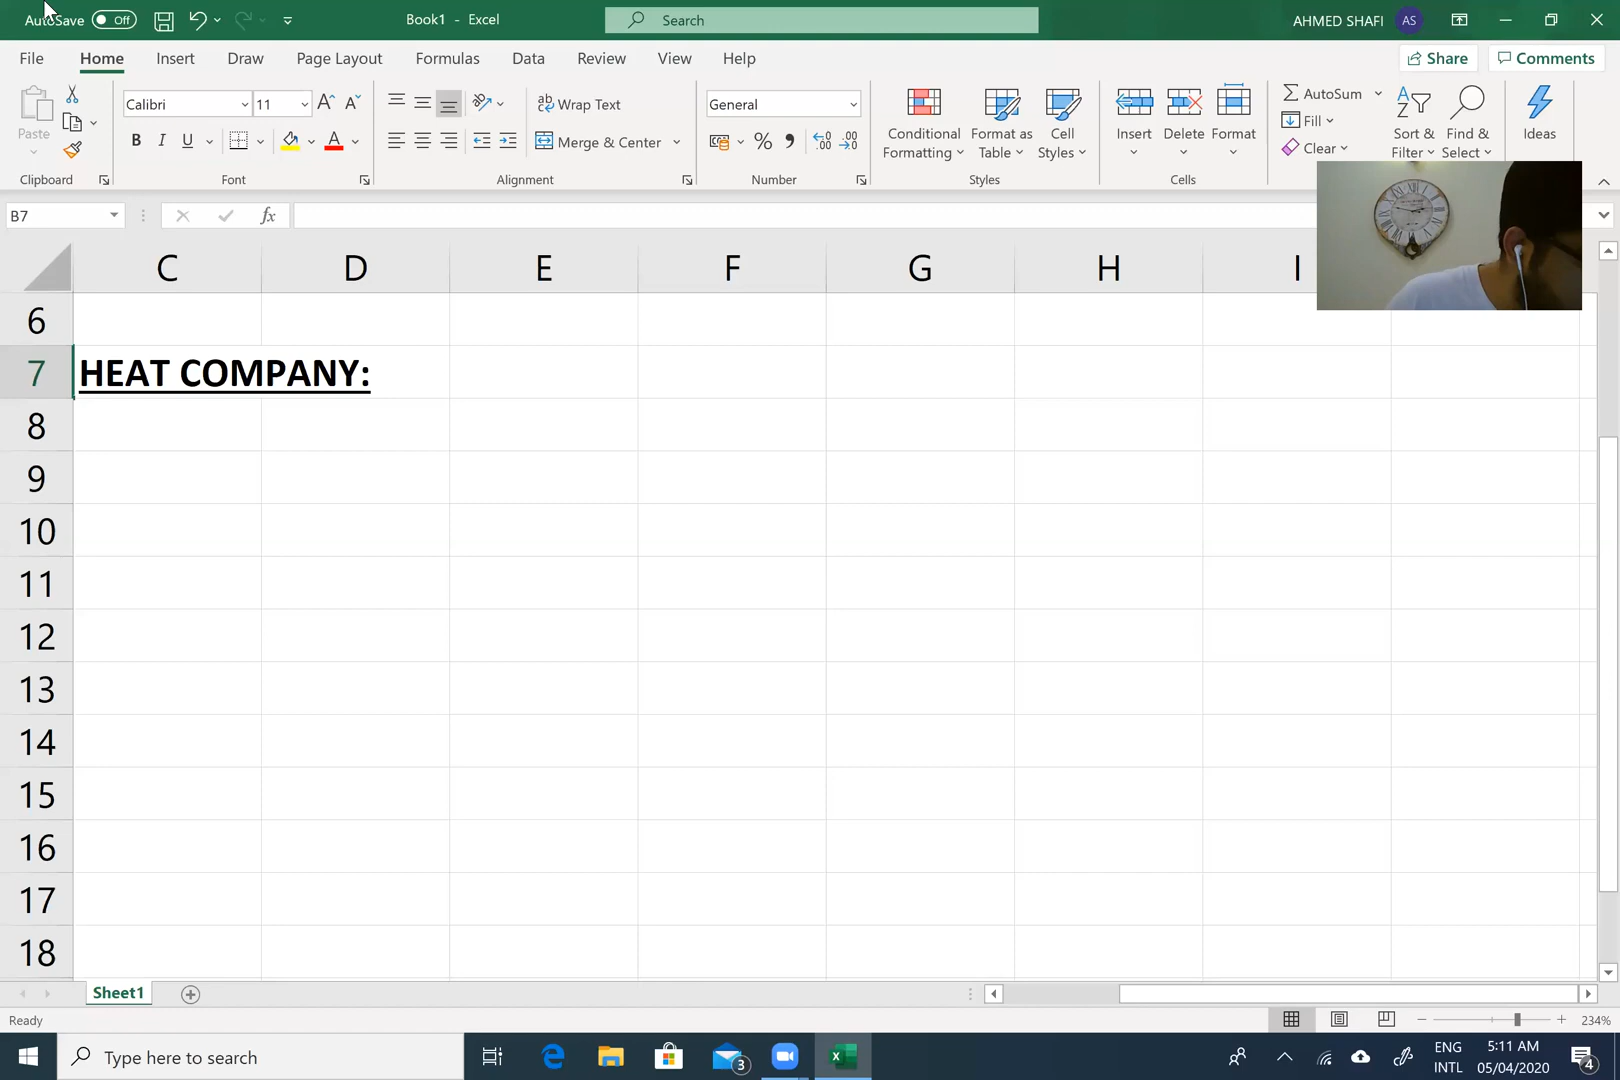 AutoSave Off Book1 - Excel Search AHMED SHAFI AS
File Home Insert Draw Page Layout Formulas Data Review View Help Share Comments
Paste Calibri 11 A A ab Wrap Text General Conditional Formatting Format as Table Cell Styles Insert Delete Format AutoSum Fill Clear Sort & Filter Find & Select Ideas
B I U A Merge & Center % , .00
Clipboard Font Alignment Number Styles Cells
B7 fx
C D E F G H I
6
7 HEAT COMPANY:
8
9
10
11
12
13
14
15
16
17
18
Sheet1
Ready 234%
Type here to search 3 ENG INTL 5:11 AM 05/04/2020 4